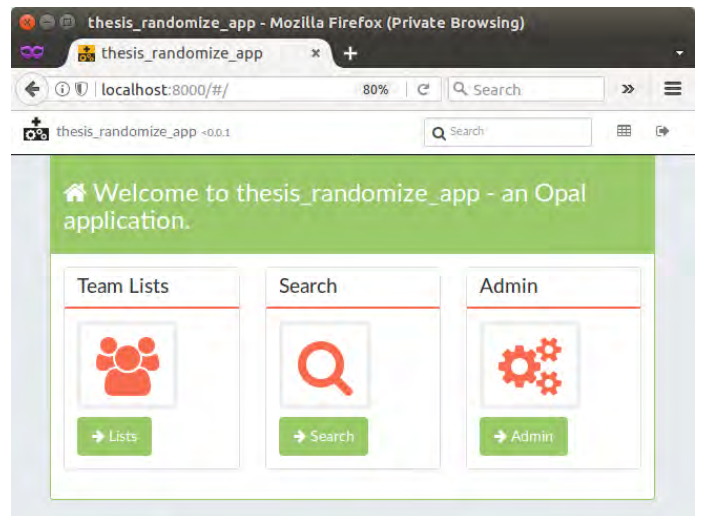 thesis_randomize_app - Mozilla Firefox (Private Browsing)
thesis_randomize_app × +
localhost:8000/#/ 80% Search »
thesis_randomize_app <0.0.1 Search
Welcome to thesis_randomize_app - an Opal
application.
Team Lists Search Admin
Lists Search Admin